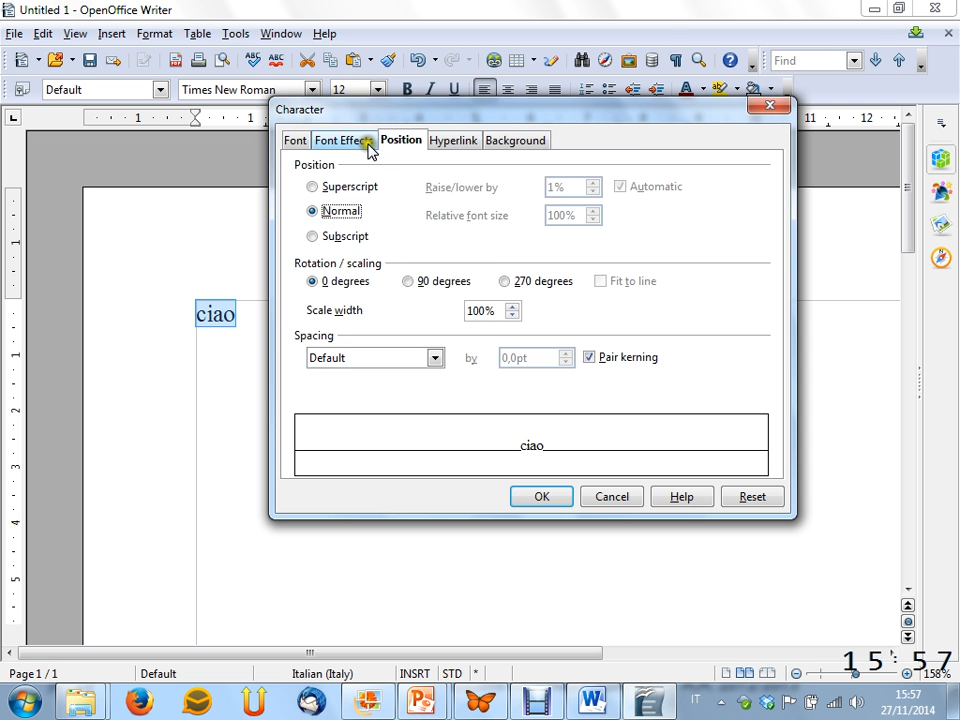 Untitled 1 - OpenOffice Writer
File Edit View Insert Format Table Tools Window Help
Find
Default Times New Roman 12
Character
Font Font Effects Position Hyperlink Background
Position
Superscript Raise/lower by 1% Automatic
Normal
Relative font size 100%
Subscript
Rotation / scaling
0 degrees 90 degrees 270 degrees Fit to line
Scale width 100%
Spacing
Default by 0,0pt Pair kerning
ciao
OK Cancel Help Reset
ciao
Page 1 / 1 Default Italian (Italy) INSRT STD * 158%
15:57
IT 15:57
27/11/2014